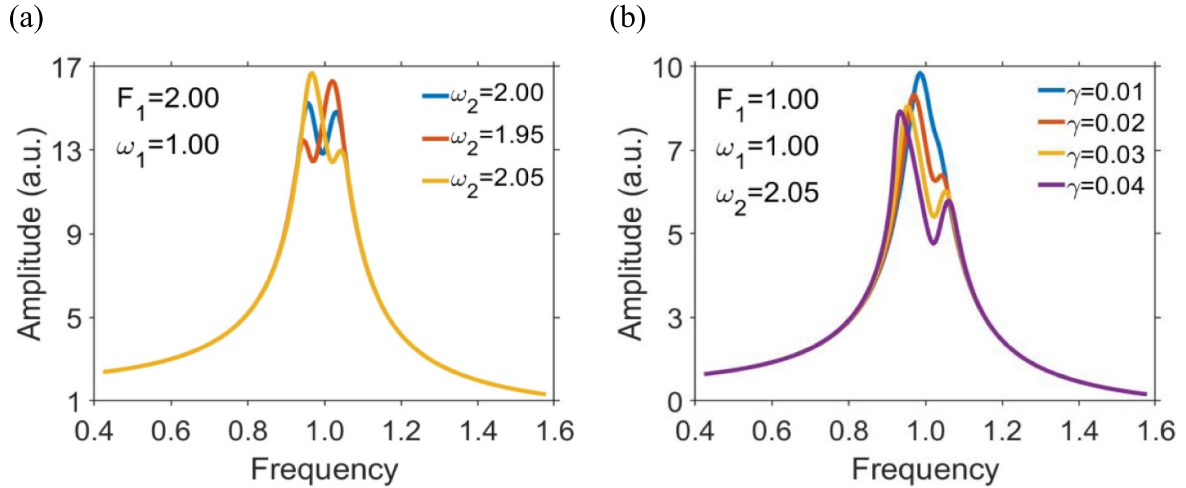 (a)
F₁=2.00
ω₁=1.00
ω₂=2.00
ω₂=1.95
ω₂=2.05
17
13
9
5
1
0.4 0.6 0.8 1.0 1.2 1.4 1.6
Amplitude (a.u.)
Frequency
(b)
F₁=1.00
ω₁=1.00
ω₂=2.05
γ=0.01
γ=0.02
γ=0.03
γ=0.04
10
7
5
3
0
0.4 0.6 0.8 1.0 1.2 1.4 1.6
Amplitude (a.u.)
Frequency